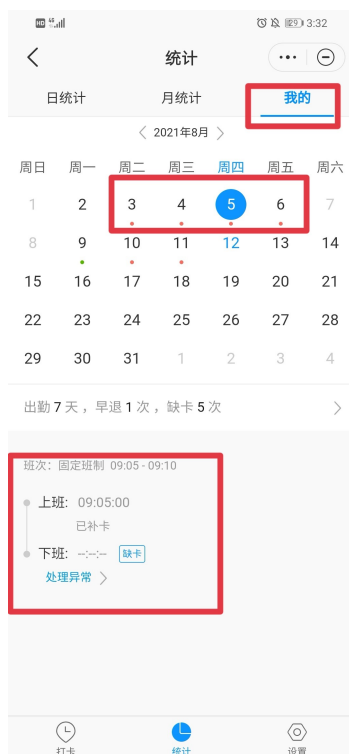 3:32
统计
日统计 月统计 我的
2021年8月
周日 周一 周二 周三 周四 周五 周六
1 2 3 4 5 6 7
8 9 10 11 12 13 14
15 16 17 18 19 20 21
22 23 24 25 26 27 28
29 30 31 1 2 3 4
出勤 7 天，早退 1 次，缺卡 5 次
班次：固定班制 09:05 - 09:10
上班: 09:05:00
已补卡
下班: --:--:-- 缺卡
处理异常
打卡 统计 设置